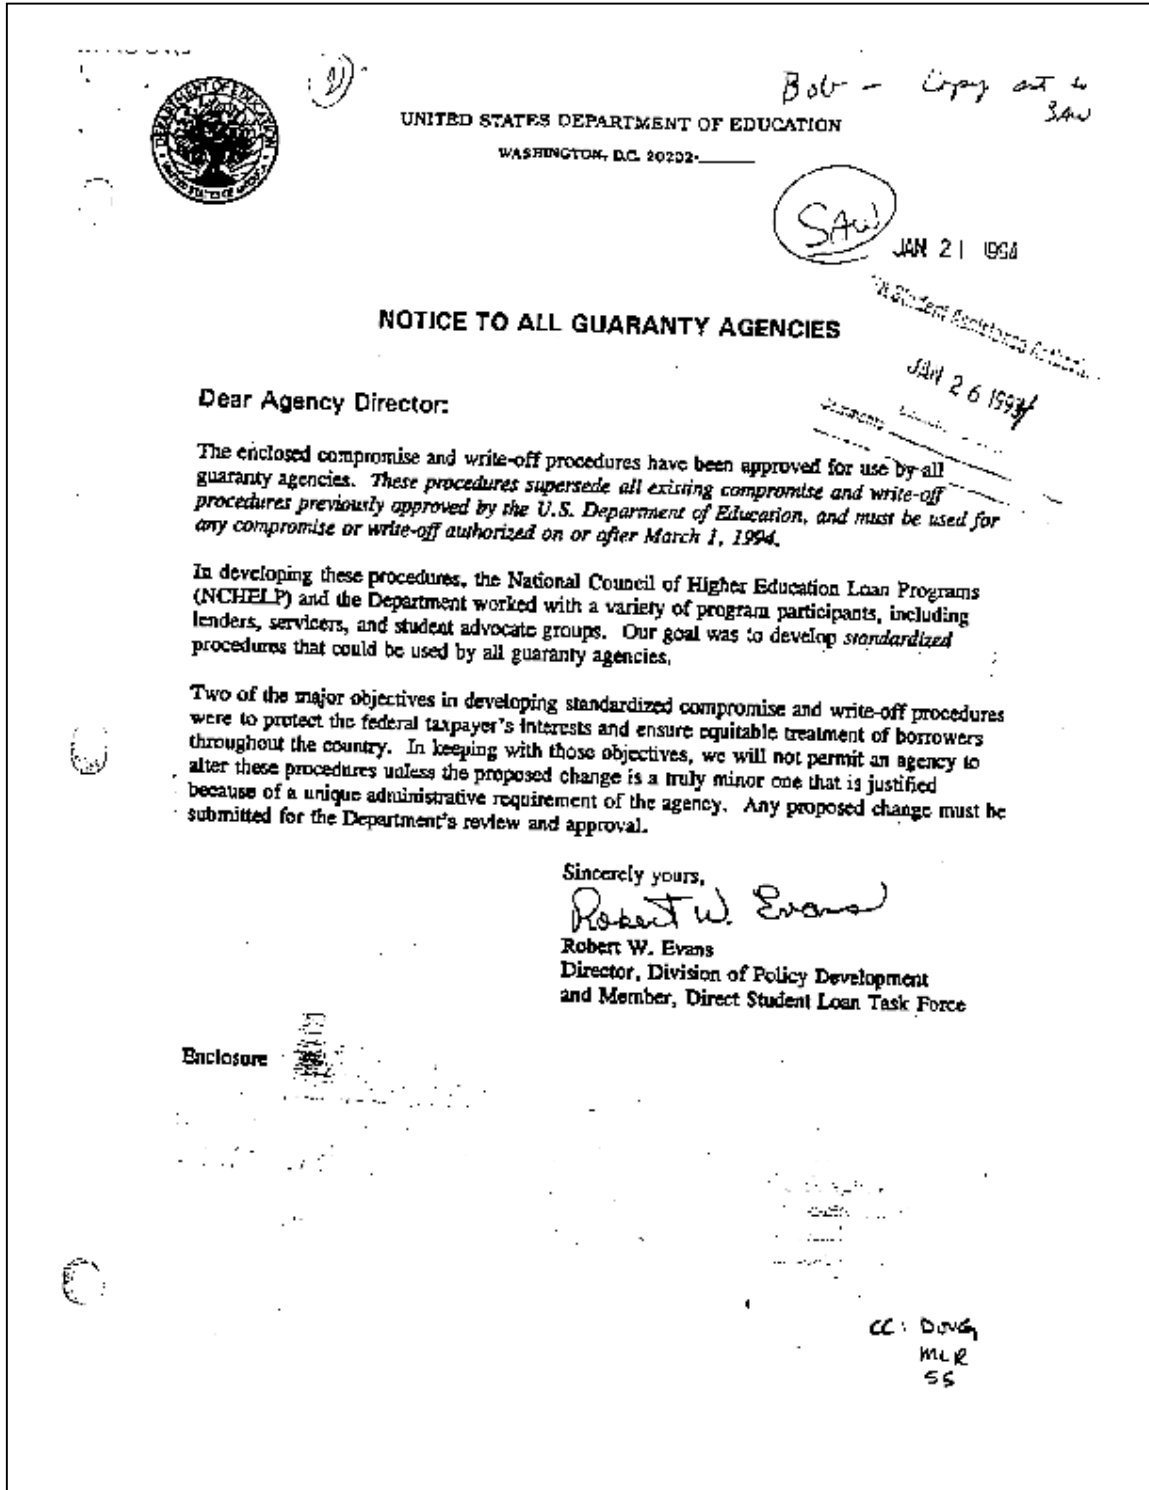 Bob - Copy sent to
SAW
DEPARTMENT OF EDUCATION
UNITED STATES OF AMERICA
UNITED STATES DEPARTMENT OF EDUCATION
WASHINGTON, D.C. 20202-______
SAW
JAN 21 1994
Student Assistance
NOTICE TO ALL GUARANTY AGENCIES
JAN 26 1994
Dear Agency Director:
The enclosed compromise and write-off procedures have been approved for use by all
guaranty agencies. These procedures supersede all existing compromise and write-off
procedures previously approved by the U.S. Department of Education, and must be used for
any compromise or write-off authorized on or after March 1, 1994.
In developing these procedures, the National Council of Higher Education Loan Programs
(NCHELP) and the Department worked with a variety of program participants, including
lenders, servicers, and student advocate groups. Our goal was to develop standardized
procedures that could be used by all guaranty agencies.
Two of the major objectives in developing standardized compromise and write-off procedures
were to protect the federal taxpayer's interests and ensure equitable treatment of borrowers
throughout the country. In keeping with those objectives, we will not permit an agency to
alter these procedures unless the proposed change is a truly minor one that is justified
because of a unique administrative requirement of the agency. Any proposed change must be
submitted for the Department's review and approval.
Sincerely yours,
Robert W. Evans
Robert W. Evans
Director, Division of Policy Development
and Member, Direct Student Loan Task Force
Enclosure
CC: DOUG
MLR
SS